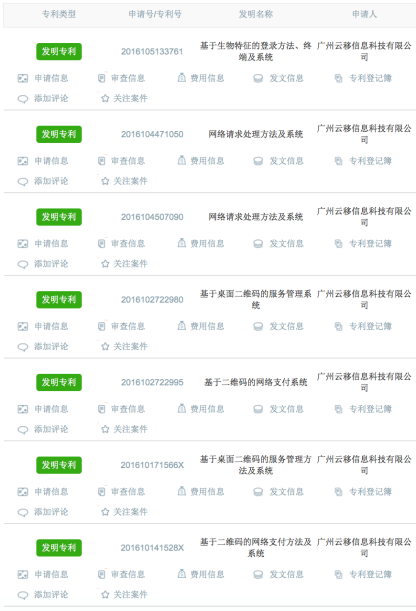 专利类型 申请号/专利号 发明名称 申请人
发明专利 2016105133761 基于生物特征的登录方法、终端及系统 广州云移信息科技有限公司
申请信息 审查信息 费用信息 发文信息 专利登记簿
添加评论 关注案件
发明专利 2016104471050 网络请求处理方法及系统 广州云移信息科技有限公司
申请信息 审查信息 费用信息 发文信息 专利登记簿
添加评论 关注案件
发明专利 2016104507090 网络请求处理方法及系统 广州云移信息科技有限公司
申请信息 审查信息 费用信息 发文信息 专利登记簿
添加评论 关注案件
发明专利 2016102722980 基于桌面二维码的服务管理系统 广州云移信息科技有限公司
申请信息 审查信息 费用信息 发文信息 专利登记簿
添加评论 关注案件
发明专利 2016102722995 基于二维码的网络支付系统 广州云移信息科技有限公司
申请信息 审查信息 费用信息 发文信息 专利登记簿
添加评论 关注案件
发明专利 201610171566X 基于桌面二维码的服务管理方法及系统 广州云移信息科技有限公司
申请信息 审查信息 费用信息 发文信息 专利登记簿
添加评论 关注案件
发明专利 201610141528X 基于二维码的网络支付方法及系统 广州云移信息科技有限公司
申请信息 审查信息 费用信息 发文信息 专利登记簿
添加评论 关注案件